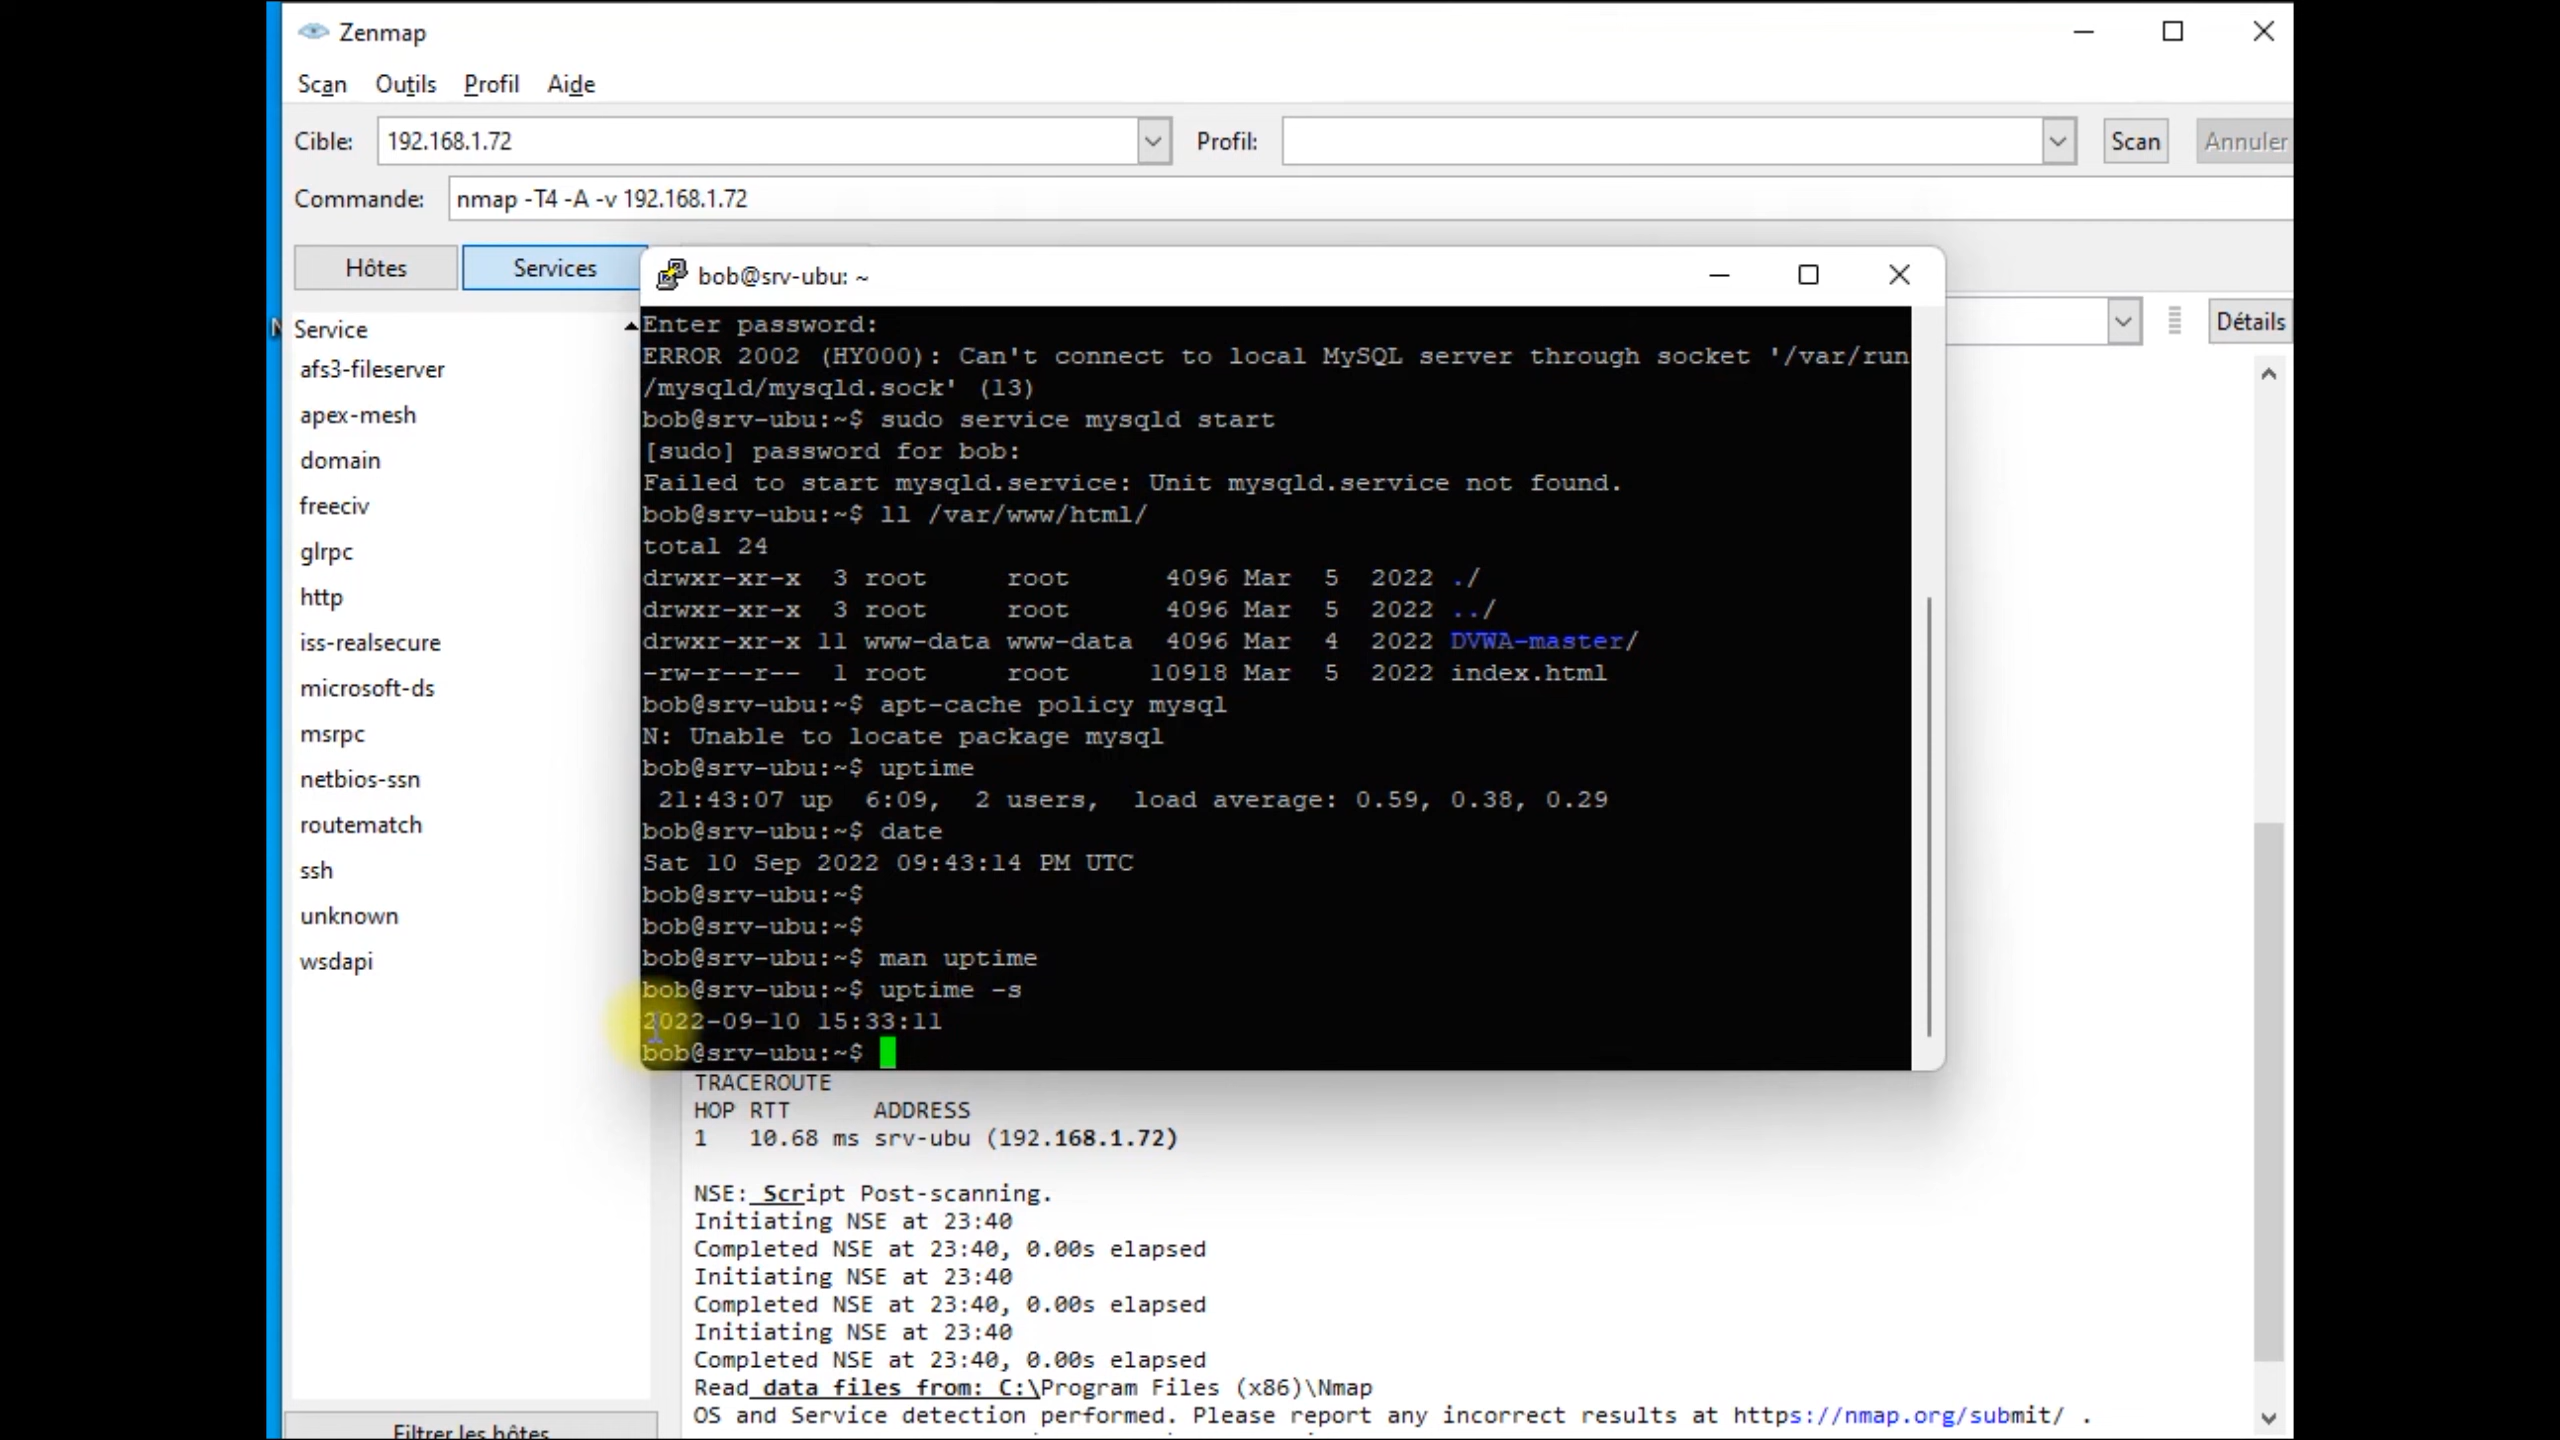 Zenmap
Scan Outils Profil Aide
Cible: 192.168.1.72 Profil: Scan Annuler
Commande: nmap -T4 -A -v 192.168.1.72
Hôtes Services
Service
afs3-fileserver
apex-mesh
domain
freeciv
glrpc
http
iss-realsecure
microsoft-ds
msrpc
netbios-ssn
routematch
ssh
unknown
wsdapi
Filtrer les hôtes
Détails
bob@srv-ubu: ~
Enter password:
ERROR 2002 (HY000): Can't connect to local MySQL server through socket '/var/run
/mysqld/mysqld.sock' (13)
bob@srv-ubu:~$ sudo service mysqld start
[sudo] password for bob:
Failed to start mysqld.service: Unit mysqld.service not found.
bob@srv-ubu:~$ ll /var/www/html/
total 24
drwxr-xr-x 3 root root 4096 Mar 5 2022 ./
drwxr-xr-x 3 root root 4096 Mar 5 2022 ../
drwxr-xr-x 11 www-data www-data 4096 Mar 4 2022 DVWA-master/
-rw-r--r-- 1 root root 10918 Mar 5 2022 index.html
bob@srv-ubu:~$ apt-cache policy mysql
N: Unable to locate package mysql
bob@srv-ubu:~$ uptime
21:43:07 up 6:09, 2 users, load average: 0.59, 0.38, 0.29
bob@srv-ubu:~$ date
Sat 10 Sep 2022 09:43:14 PM UTC
bob@srv-ubu:~$
bob@srv-ubu:~$
bob@srv-ubu:~$ man uptime
bob@srv-ubu:~$ uptime -s
2022-09-10 15:33:11
bob@srv-ubu:~$
TRACEROUTE
HOP RTT ADDRESS
1 10.68 ms srv-ubu (192.168.1.72)
NSE: Script Post-scanning.
Initiating NSE at 23:40
Completed NSE at 23:40, 0.00s elapsed
Initiating NSE at 23:40
Completed NSE at 23:40, 0.00s elapsed
Initiating NSE at 23:40
Completed NSE at 23:40, 0.00s elapsed
Read data files from: C:\Program Files (x86)\Nmap
OS and Service detection performed. Please report any incorrect results at https://nmap.org/submit/ .